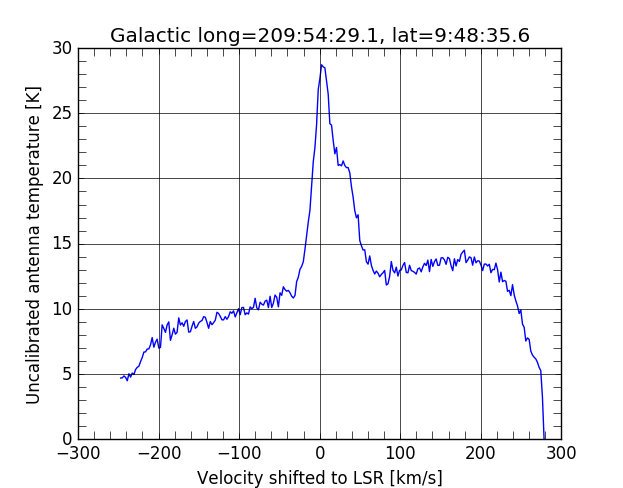 Galactic long=209:54:29.1, lat=9:48:35.6
Uncalibrated antenna temperature [K]
30
25
20
15
10
5
0
−300 −200 −100 0 100 200 300
Velocity shifted to LSR [km/s]